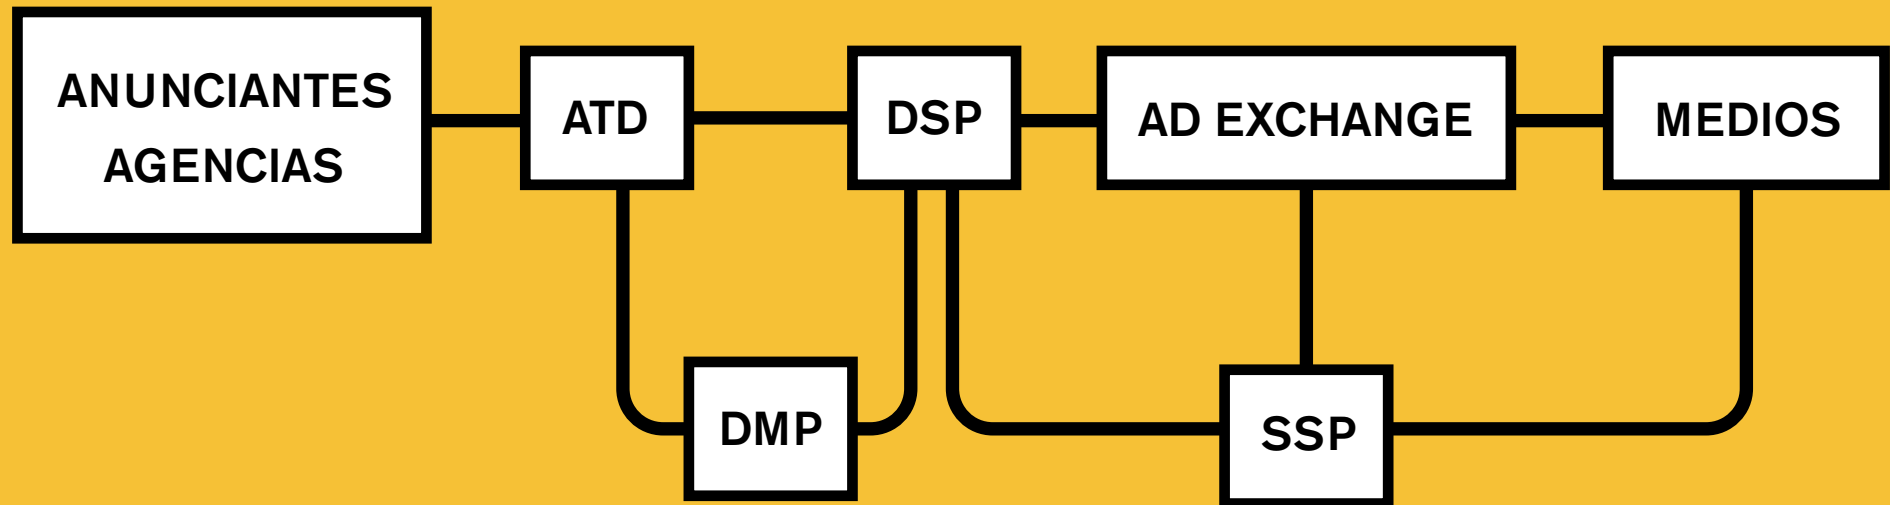 ANUNCIANTES
AGENCIAS
ATD
DSP
AD EXCHANGE
MEDIOS
DMP
SSP